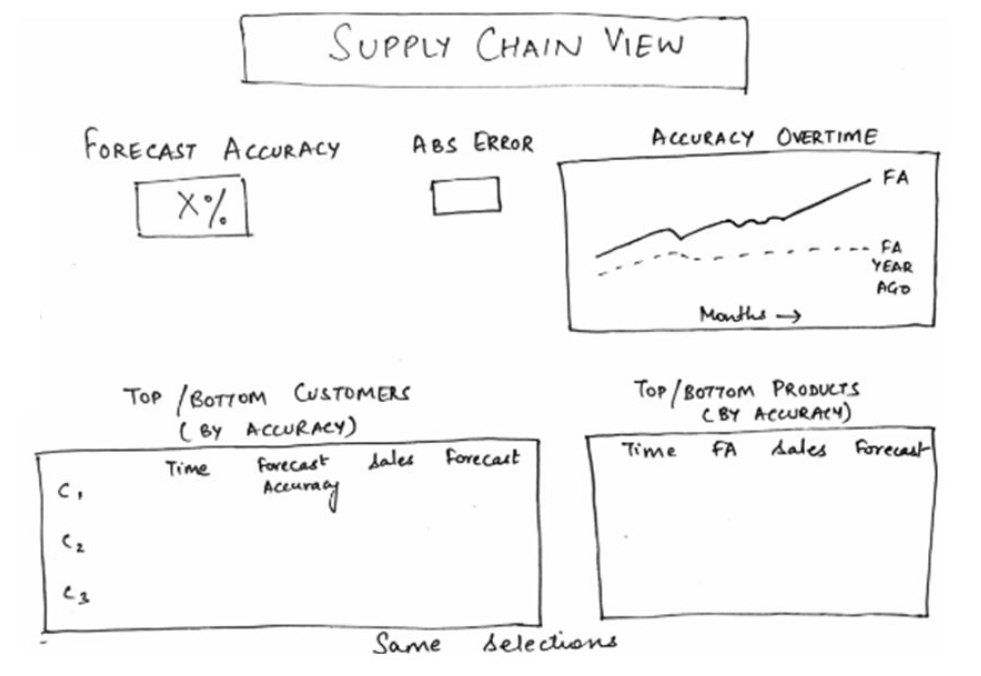 SUPPLY CHAIN VIEW
FORECAST ACCURACY
X%
ABS ERROR
ACCURACY OVERTIME
FA
FA
YEAR
AGO
Months →
TOP/BOTTOM CUSTOMERS
(BY ACCURACY)
Time Forecast Sales Forecast
Accuracy
C1
C2
C3
TOP/BOTTOM PRODUCTS
(BY ACCURACY)
Time FA Sales Forecast
Same selections